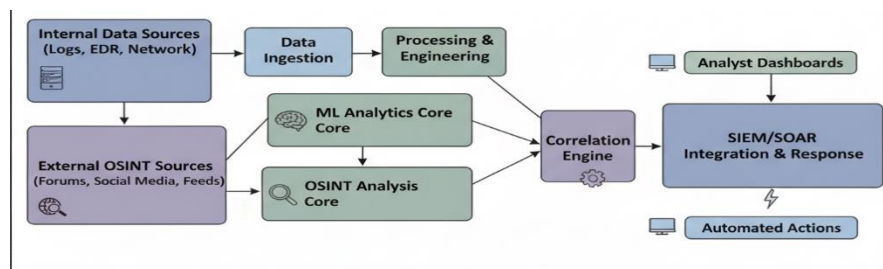 Internal Data Sources
(Logs, EDR, Network)
Data
Ingestion
Processing &
Engineering
Analyst Dashboards
ML Analytics Core
Core
External OSINT Sources
(Forums, Social Media, Feeds)
OSINT Analysis
Core
Correlation
Engine
SIEM/SOAR
Integration & Response
Automated Actions